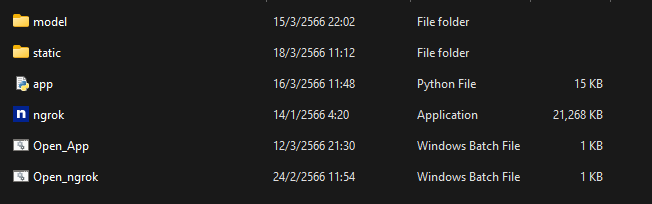 model 15/3/2566 22:02 File folder
static 18/3/2566 11:12 File folder
app 16/3/2566 11:48 Python File 15 KB
n ngrok 14/1/2566 4:20 Application 21,268 KB
Open_App 12/3/2566 21:30 Windows Batch File 1 KB
Open_ngrok 24/2/2566 11:54 Windows Batch File 1 KB